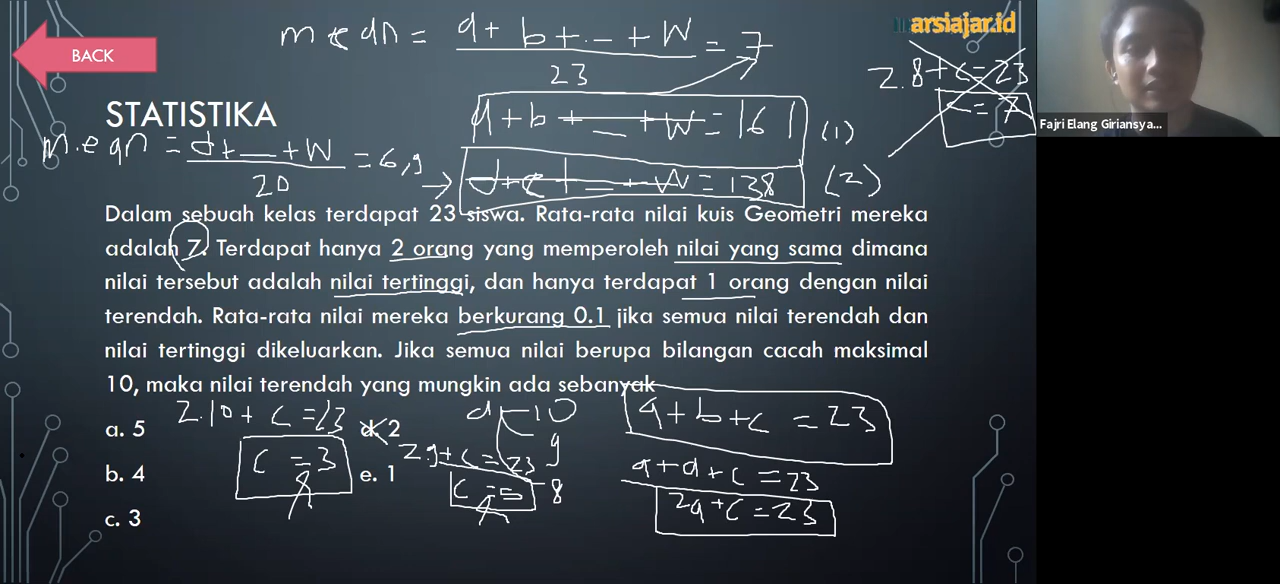 BACK
mean = a + b + ... + w / 23 = 7
arsiajar.id
2.8 + c = 23
c = 7
Fajri Elang Giriansya...
STATISTIKA
a + b + ... + w = 161 (1)
mean = d + ... + w / 20 = 6,9
d + e + ... + w = 138 (2)
Dalam sebuah kelas terdapat 23 siswa. Rata-rata nilai kuis Geometri mereka
adalah 7. Terdapat hanya 2 orang yang memperoleh nilai yang sama dimana
nilai tersebut adalah nilai tertinggi, dan hanya terdapat 1 orang dengan nilai
terendah. Rata-rata nilai mereka berkurang 0.1 jika semua nilai terendah dan
nilai tertinggi dikeluarkan. Jika semua nilai berupa bilangan cacah maksimal
10, maka nilai terendah yang mungkin ada sebanyak
a. 5
b. 4
c. 3
d. 2
e. 1
2.10 + c = 23
c = 3
a
10
9
8
2.9 + c = 23
c = 5
a + b + c = 23
a + a + c = 23
2a + c = 23